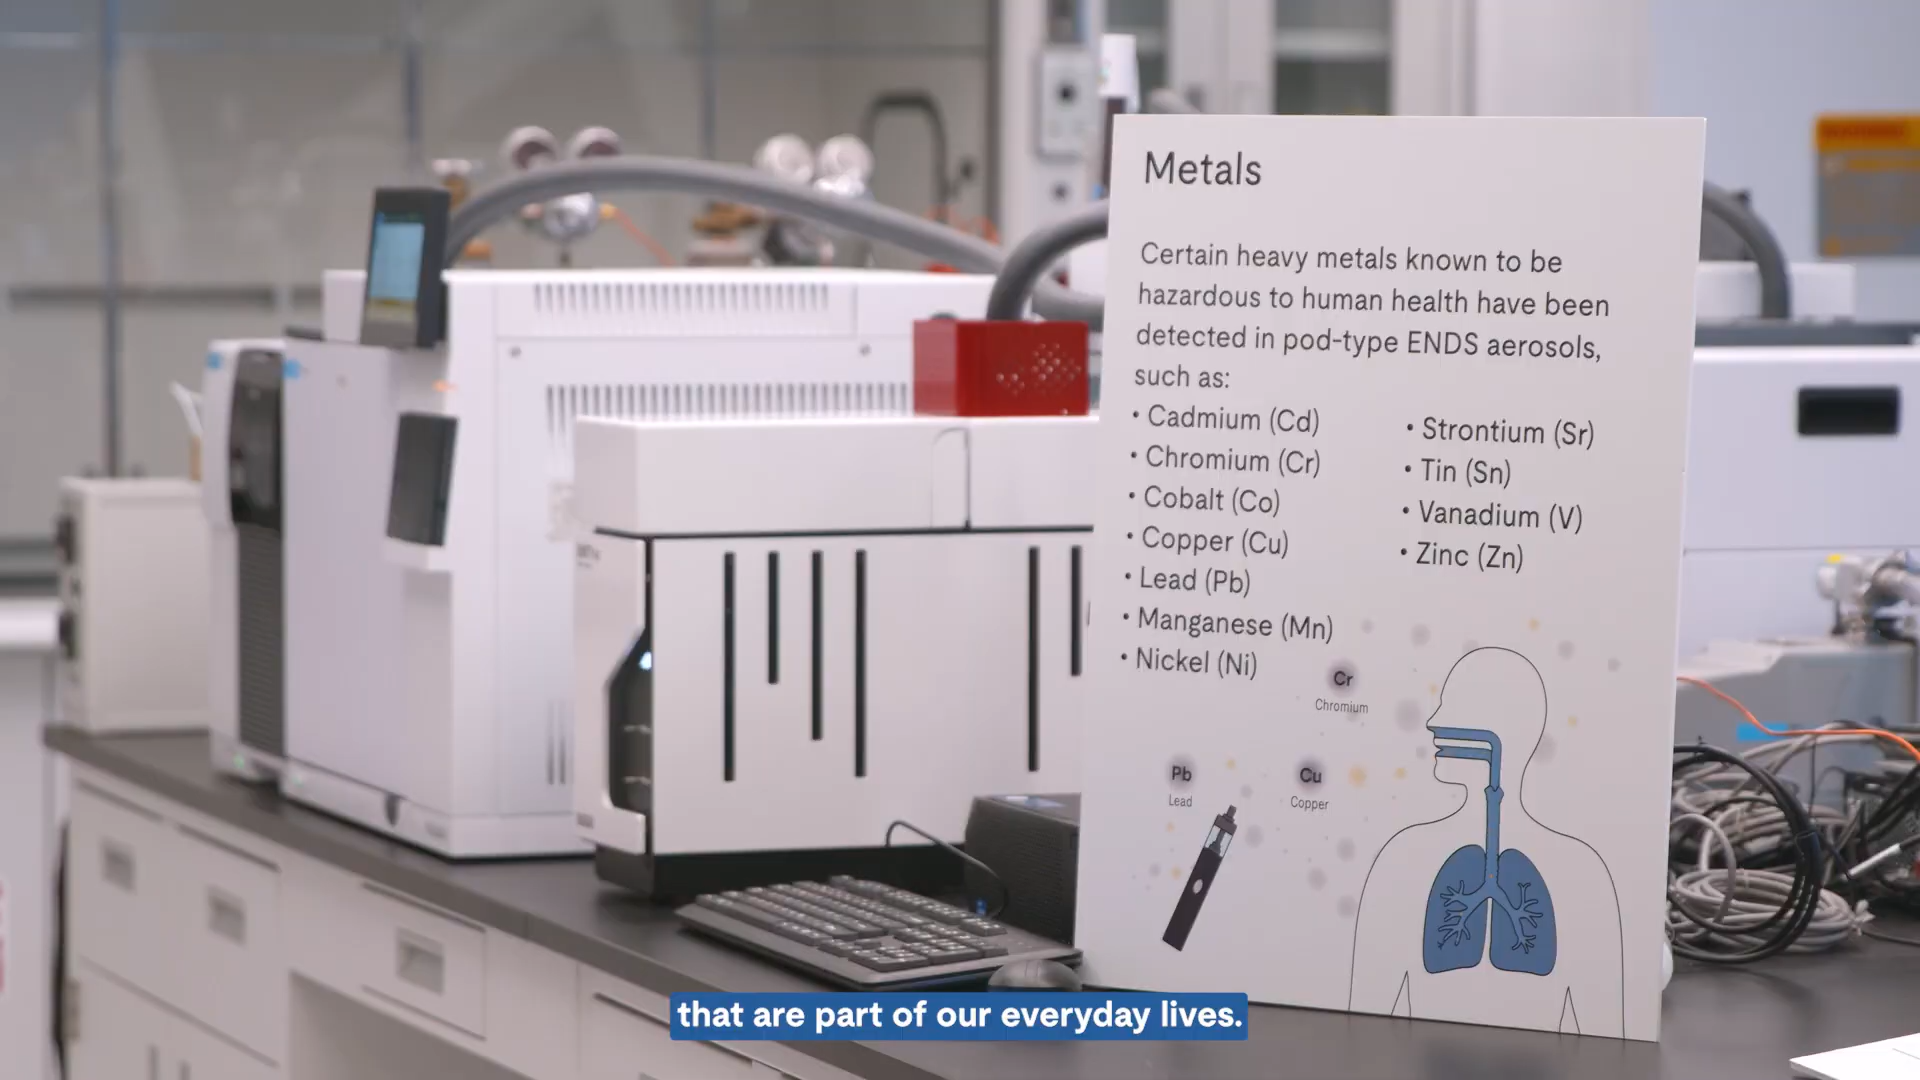 Metals
Certain heavy metals known to be
hazardous to human health have been
detected in pod-type ENDS aerosols,
such as:
• Cadmium (Cd)
• Chromium (Cr)
• Cobalt (Co)
• Copper (Cu)
• Lead (Pb)
• Manganese (Mn)
• Nickel (Ni)
• Strontium (Sr)
• Tin (Sn)
• Vanadium (V)
• Zinc (Zn)
Cr
Chromium
Pb
Lead
Cu
Copper
that are part of our everyday lives.